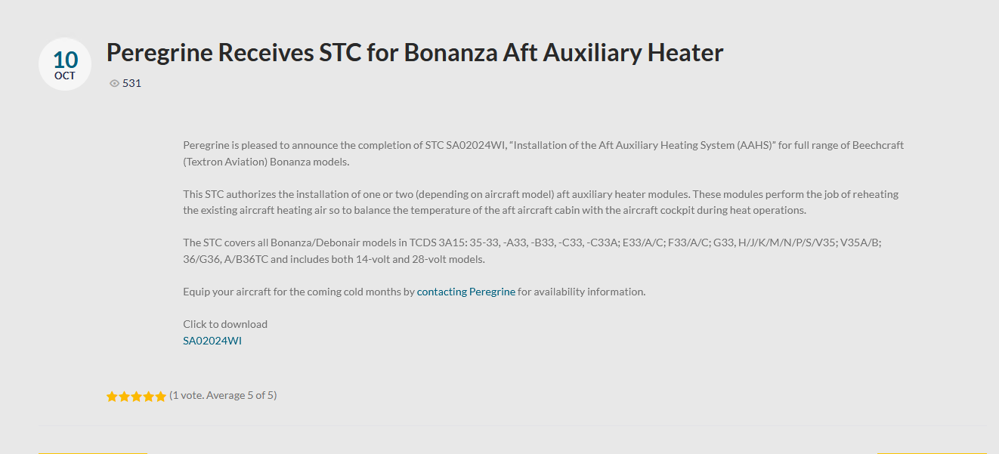 10
OCT
Peregrine Receives STC for Bonanza Aft Auxiliary Heater
531
Peregrine is pleased to announce the completion of STC SA02024WI, “Installation of the Aft Auxiliary Heating System (AAHS)” for full range of Beechcraft
(Textron Aviation) Bonanza models.
This STC authorizes the installation of one or two (depending on aircraft model) aft auxiliary heater modules. These modules perform the job of reheating
the existing aircraft heating air so to balance the temperature of the aft aircraft cabin with the aircraft cockpit during heat operations.
The STC covers all Bonanza/Debonair models in TCDS 3A15: 35-33, -A33, -B33, -C33, -C33A; E33/A/C; F33/A/C; G33, H/J/K/M/N/P/S/V35; V35A/B;
36/G36, A/B36TC and includes both 14-volt and 28-volt models.
Equip your aircraft for the coming cold months by contacting Peregrine for availability information.
Click to download
SA02024WI
(1 vote. Average 5 of 5)